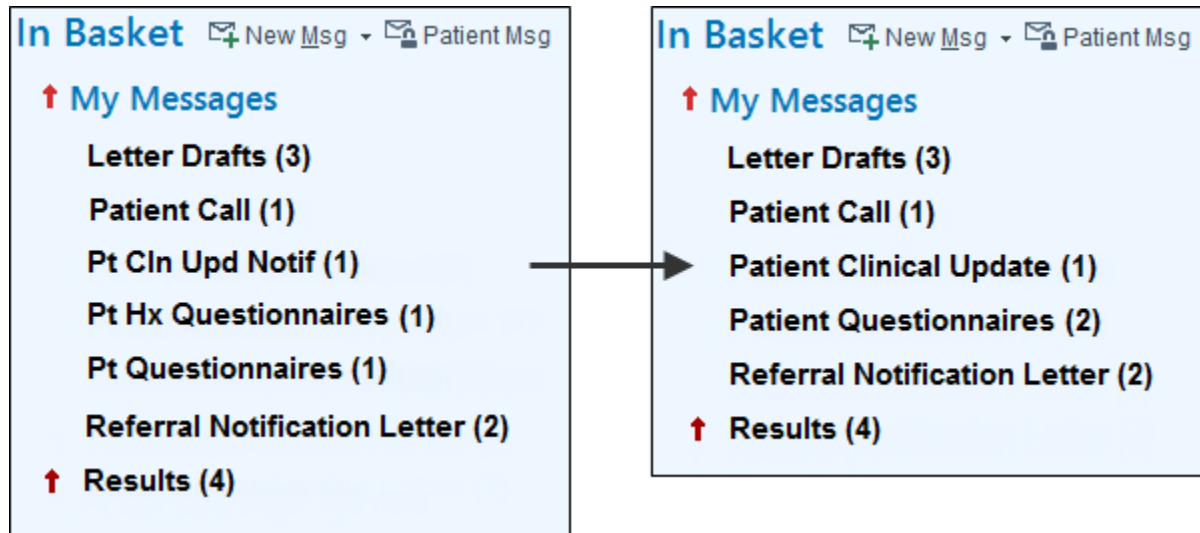 In Basket New Msg Patient Msg
My Messages
Letter Drafts (3)
Patient Call (1)
Pt Cln Upd Notif (1)
Pt Hx Questionnaires (1)
Pt Questionnaires (1)
Referral Notification Letter (2)
Results (4)
In Basket New Msg Patient Msg
My Messages
Letter Drafts (3)
Patient Call (1)
Patient Clinical Update (1)
Patient Questionnaires (2)
Referral Notification Letter (2)
Results (4)